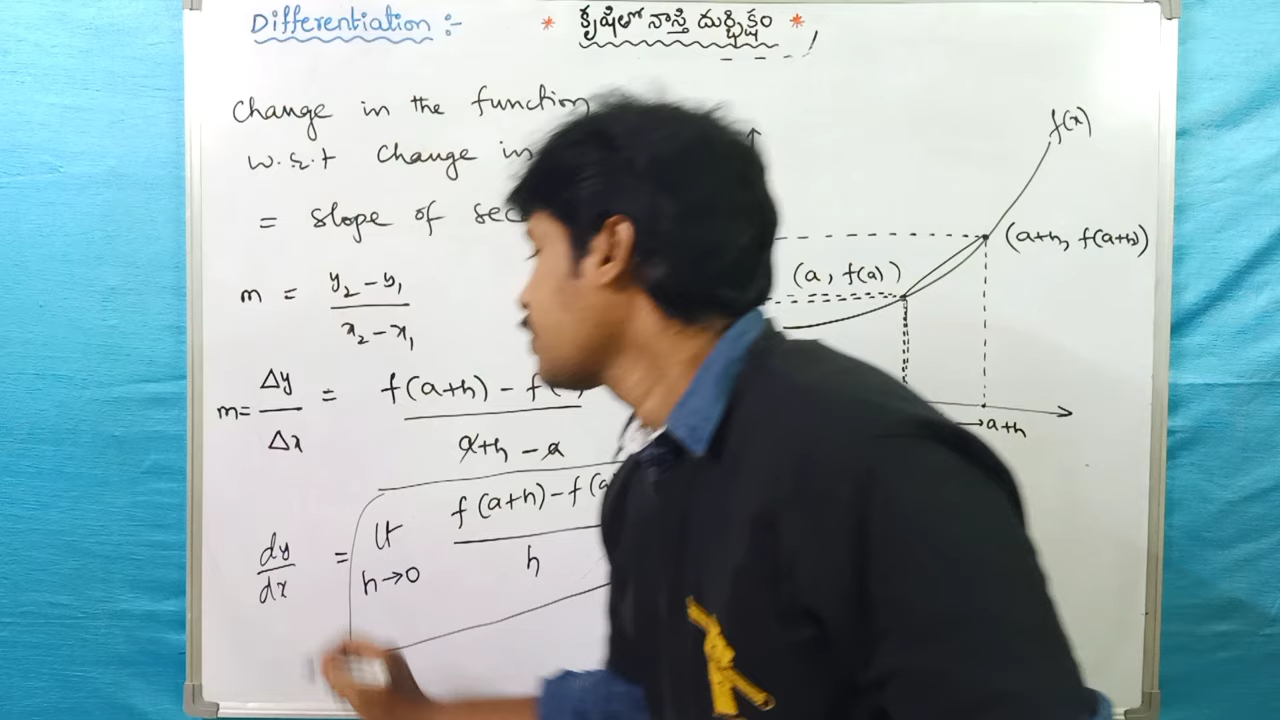 Differentiation :-
* కృషితో నాస్తి దుర్భిక్షం *
Change in the function
w.r.t change in
= slope of sec
m = y₂-y₁ / x₂-x₁
m= Δy/Δx = f(a+h) - f( ) / a+h - a
dy/dx = lt h→0 f(a+h)-f(a / h
f(x)
(a+h, f(a+h))
(a, f(a))
→a+h